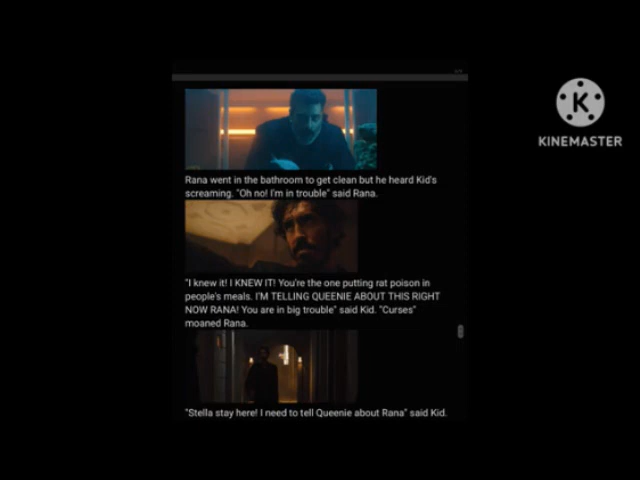 KINEMASTER
Rana went in the bathroom to get clean but he heard Kid's
screaming. "Oh no! I'm in trouble" said Rana.
"I knew it! I KNEW IT! You're the one putting rat poison in
people's meals. I'M TELLING QUEENIE ABOUT THIS RIGHT
NOW RANA! You are in big trouble" said Kid. "Curses"
moaned Rana.
"Stella stay here! I need to tell Queenie about Rana" said Kid.